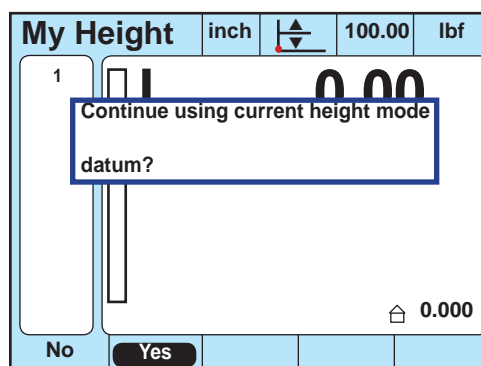 My Height inch 100.00 lbf
1
L 0.00
Continue using current height mode
datum?
0.000
No Yes